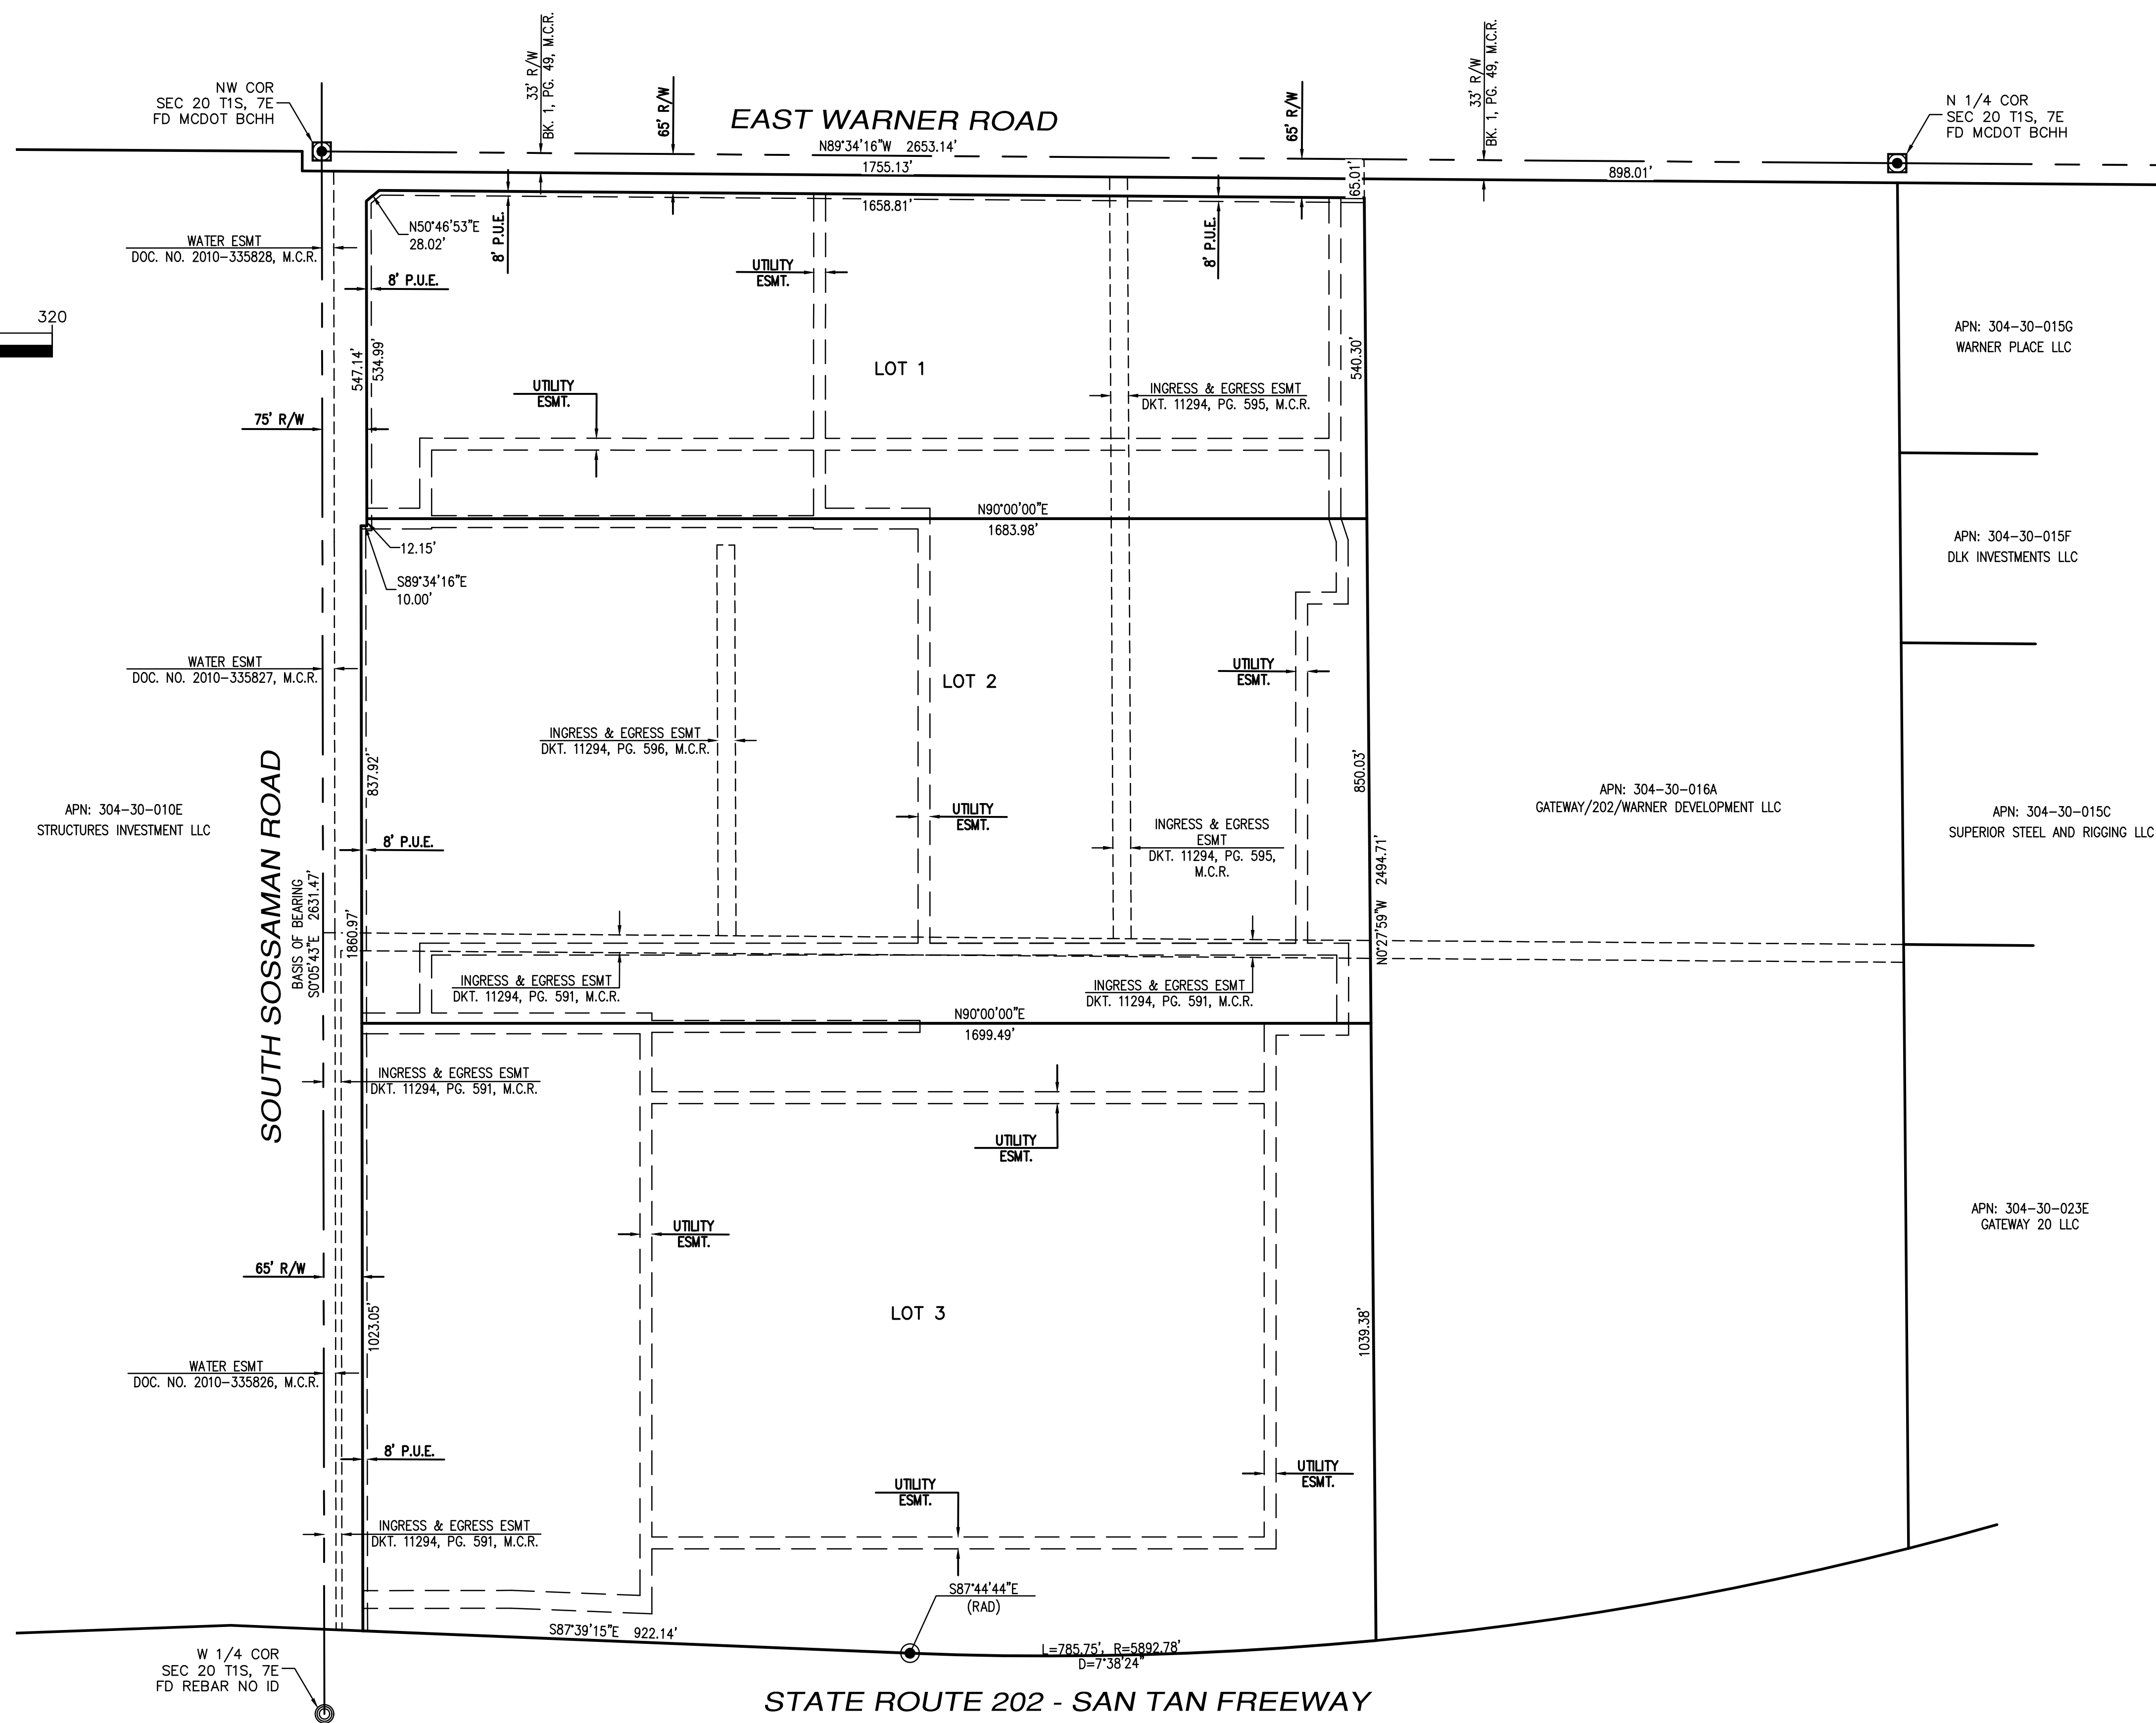 33' R/W
BK. 1, PG. 49, M.C.R.
33' R/W
BK. 1, PG. 49, M.C.R.
NW COR
SEC 20 T1S, 7E
FD MCDOT BCHH
65' R/W
EAST WARNER ROAD
65' R/W
N 1/4 COR
SEC 20 T1S, 7E
FD MCDOT BCHH
N89°34'16"W 2653.14'
1755.13'
65.01'
898.01'
1658.81'
N50°46'53"E
28.02'
8' P.U.E.
8' P.U.E.
WATER ESMT
DOC. NO. 2010-335828, M.C.R.
8' P.U.E.
UTILITY
ESMT.
320
APN: 304-30-015G
WARNER PLACE LLC
547.14'
534.99'
LOT 1
540.30'
UTILITY
ESMT.
INGRESS & EGRESS ESMT
DKT. 11294, PG. 595, M.C.R.
75' R/W
N90°00'00"E
1683.98'
12.15'
S89°34'16"E
10.00'
APN: 304-30-015F
DLK INVESTMENTS LLC
WATER ESMT
DOC. NO. 2010-335827, M.C.R.
LOT 2
UTILITY
ESMT.
INGRESS & EGRESS ESMT
DKT. 11294, PG. 596, M.C.R.
837.92'
850.03'
APN: 304-30-010E
STRUCTURES INVESTMENT LLC
SOUTH SOSSAMAN ROAD
BASIS OF BEARING
S0°05'43"E 2631.47'
8' P.U.E.
UTILITY
ESMT.
INGRESS & EGRESS
ESMT
DKT. 11294, PG. 595,
M.C.R.
APN: 304-30-016A
GATEWAY/202/WARNER DEVELOPMENT LLC
APN: 304-30-015C
SUPERIOR STEEL AND RIGGING LLC
1860.97'
N0°27'59"W 2494.71'
INGRESS & EGRESS ESMT
DKT. 11294, PG. 591, M.C.R.
INGRESS & EGRESS ESMT
DKT. 11294, PG. 591, M.C.R.
N90°00'00"E
1699.49'
INGRESS & EGRESS ESMT
DKT. 11294, PG. 591, M.C.R.
UTILITY
ESMT.
APN: 304-30-023E
GATEWAY 20 LLC
UTILITY
ESMT.
65' R/W
LOT 3
1023.05'
1039.38'
WATER ESMT
DOC. NO. 2010-335826, M.C.R.
8' P.U.E.
UTILITY
ESMT.
UTILITY
ESMT.
INGRESS & EGRESS ESMT
DKT. 11294, PG. 591, M.C.R.
S87°44'44"E
(RAD)
S87°39'15"E 922.14'
L=785.75', R=5892.78'
D=7°38'24"
W 1/4 COR
SEC 20 T1S, 7E
FD REBAR NO ID
STATE ROUTE 202 - SAN TAN FREEWAY